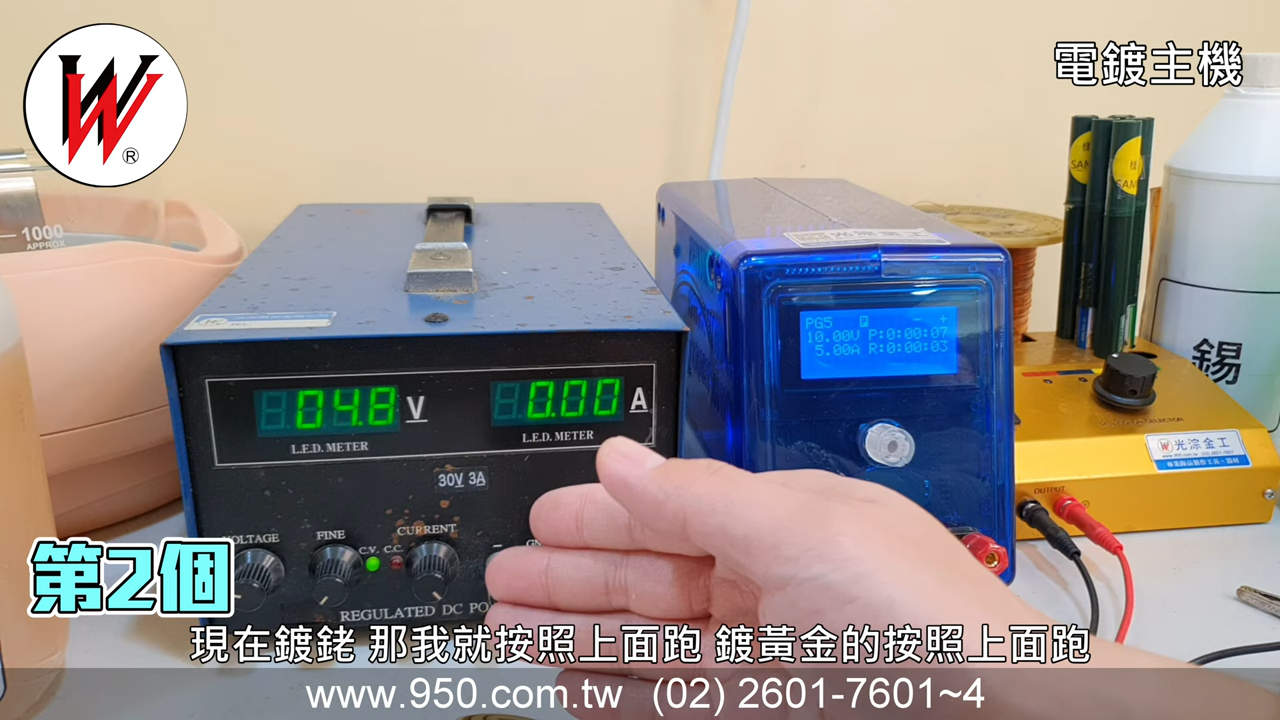 電鍍主機
W
®
1000
APPROX
04.8 V
0.00 A
L.E.D. METER
L.E.D. METER
30V 3A
VOLTAGE
FINE
C.V. C.C.
CURRENT
REGULATED DC PO
PG5 P - +
10.00V P:0:00:07
5.00A R:0:00:03
錫
光淙金工
OUTPUT
第2個
現在鍍銠 那我就按照上面跑 鍍黃金的按照上面跑
www.950.com.tw (02) 2601-7601~4